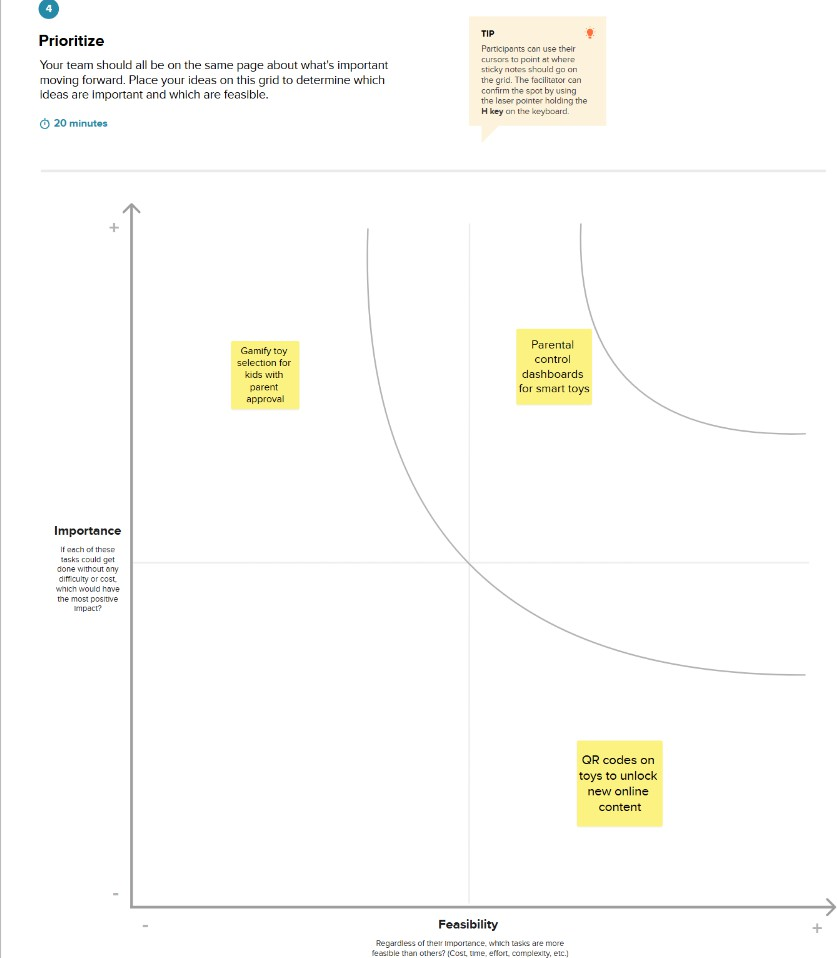 4
Prioritize
Your team should all be on the same page about what's important
moving forward. Place your ideas on this grid to determine which
ideas are important and which are feasible.
20 minutes
TIP
Participants can use their
cursors to point at where
sticky notes should go on
the grid. The facilitator can
confirm the spot by using
the laser pointer holding the
H key on the keyboard.
+
Gamify toy
selection for
kids with
parent
approval
Parental
control
dashboards
for smart toys
Importance
If each of these
tasks could get
done without any
difficulty or cost,
which would have
the most positive
impact?
QR codes on
toys to unlock
new online
content
-
-
Feasibility
+
Regardless of their importance, which tasks are more
feasible than others? (Cost, time, effort, complexity, etc.)